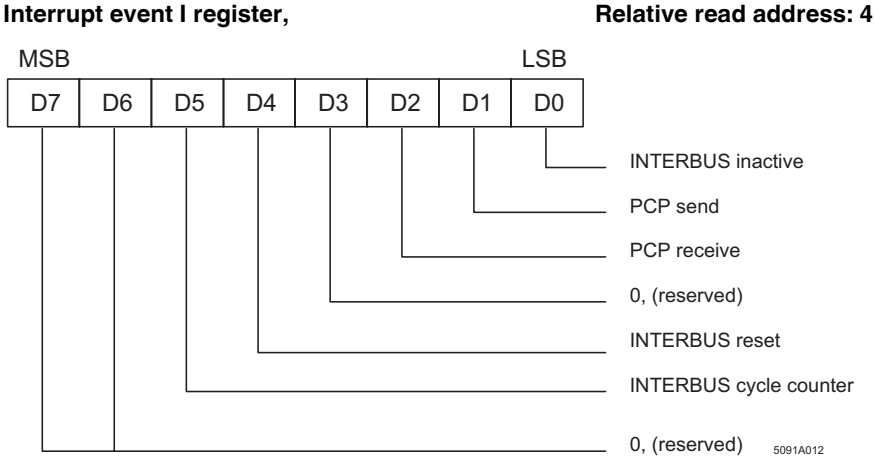 Interrupt event I register, Relative read address: 4
MSB LSB
D7 D6 D5 D4 D3 D2 D1 D0
INTERBUS inactive
PCP send
PCP receive
0, (reserved)
INTERBUS reset
INTERBUS cycle counter
0, (reserved) 5091A012